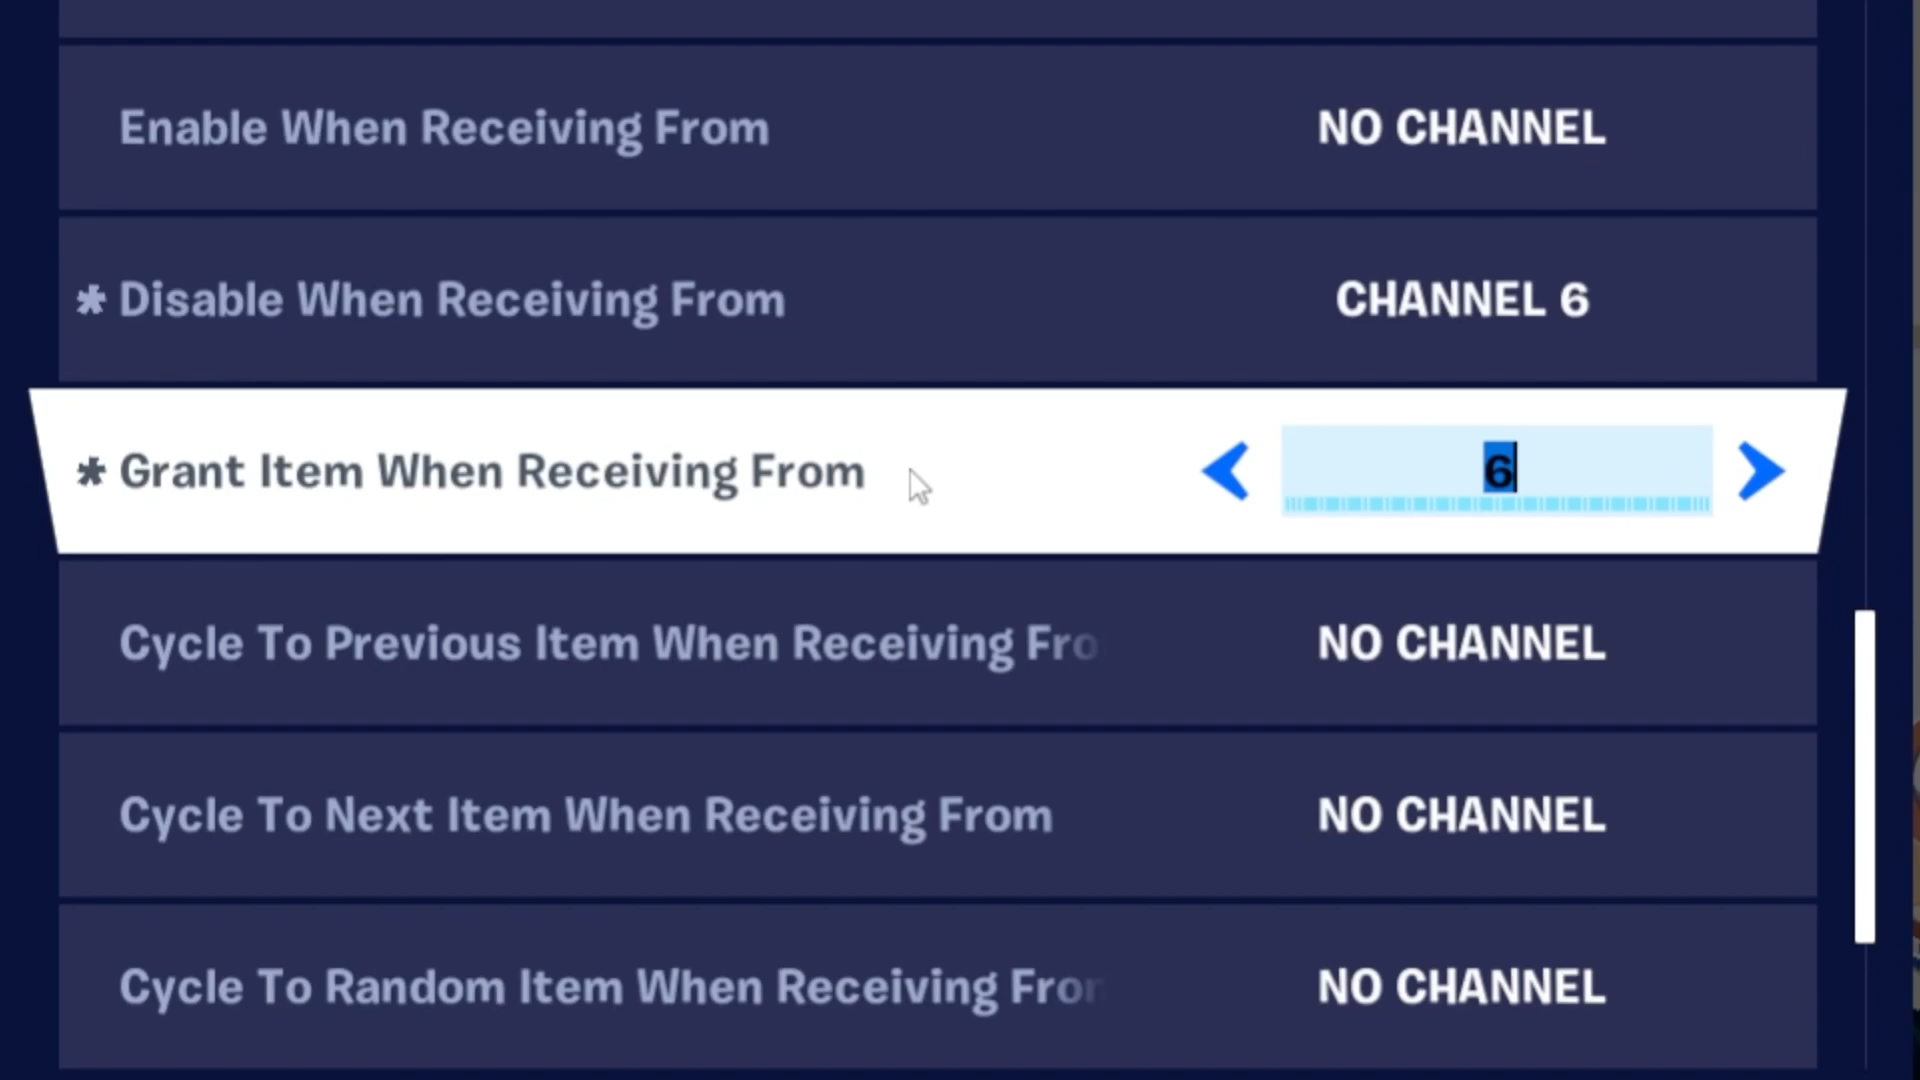 Enable When Receiving From NO CHANNEL
* Disable When Receiving From CHANNEL 6
* Grant Item When Receiving From 6
Cycle To Previous Item When Receiving Fro NO CHANNEL
Cycle To Next Item When Receiving From NO CHANNEL
Cycle To Random Item When Receiving From NO CHANNEL